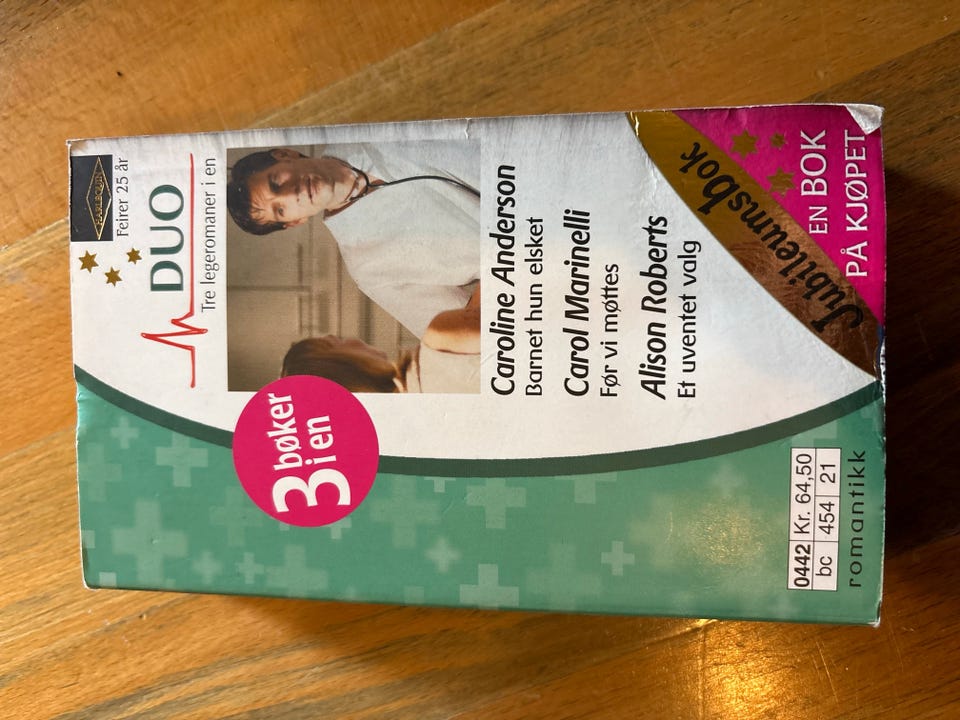 HARLEQUIN
Feirer 25 år
DUO
Tre legeromaner i en
3 bøker
i en
Caroline Anderson
Barnet hun elsket
Carol Marinelli
Før vi møttes
Alison Roberts
Et uventet valg
Jubileumsbok
EN BOK
PÅ KJØPET
0442 Kr. 64,50
bc 454 21
romantikk